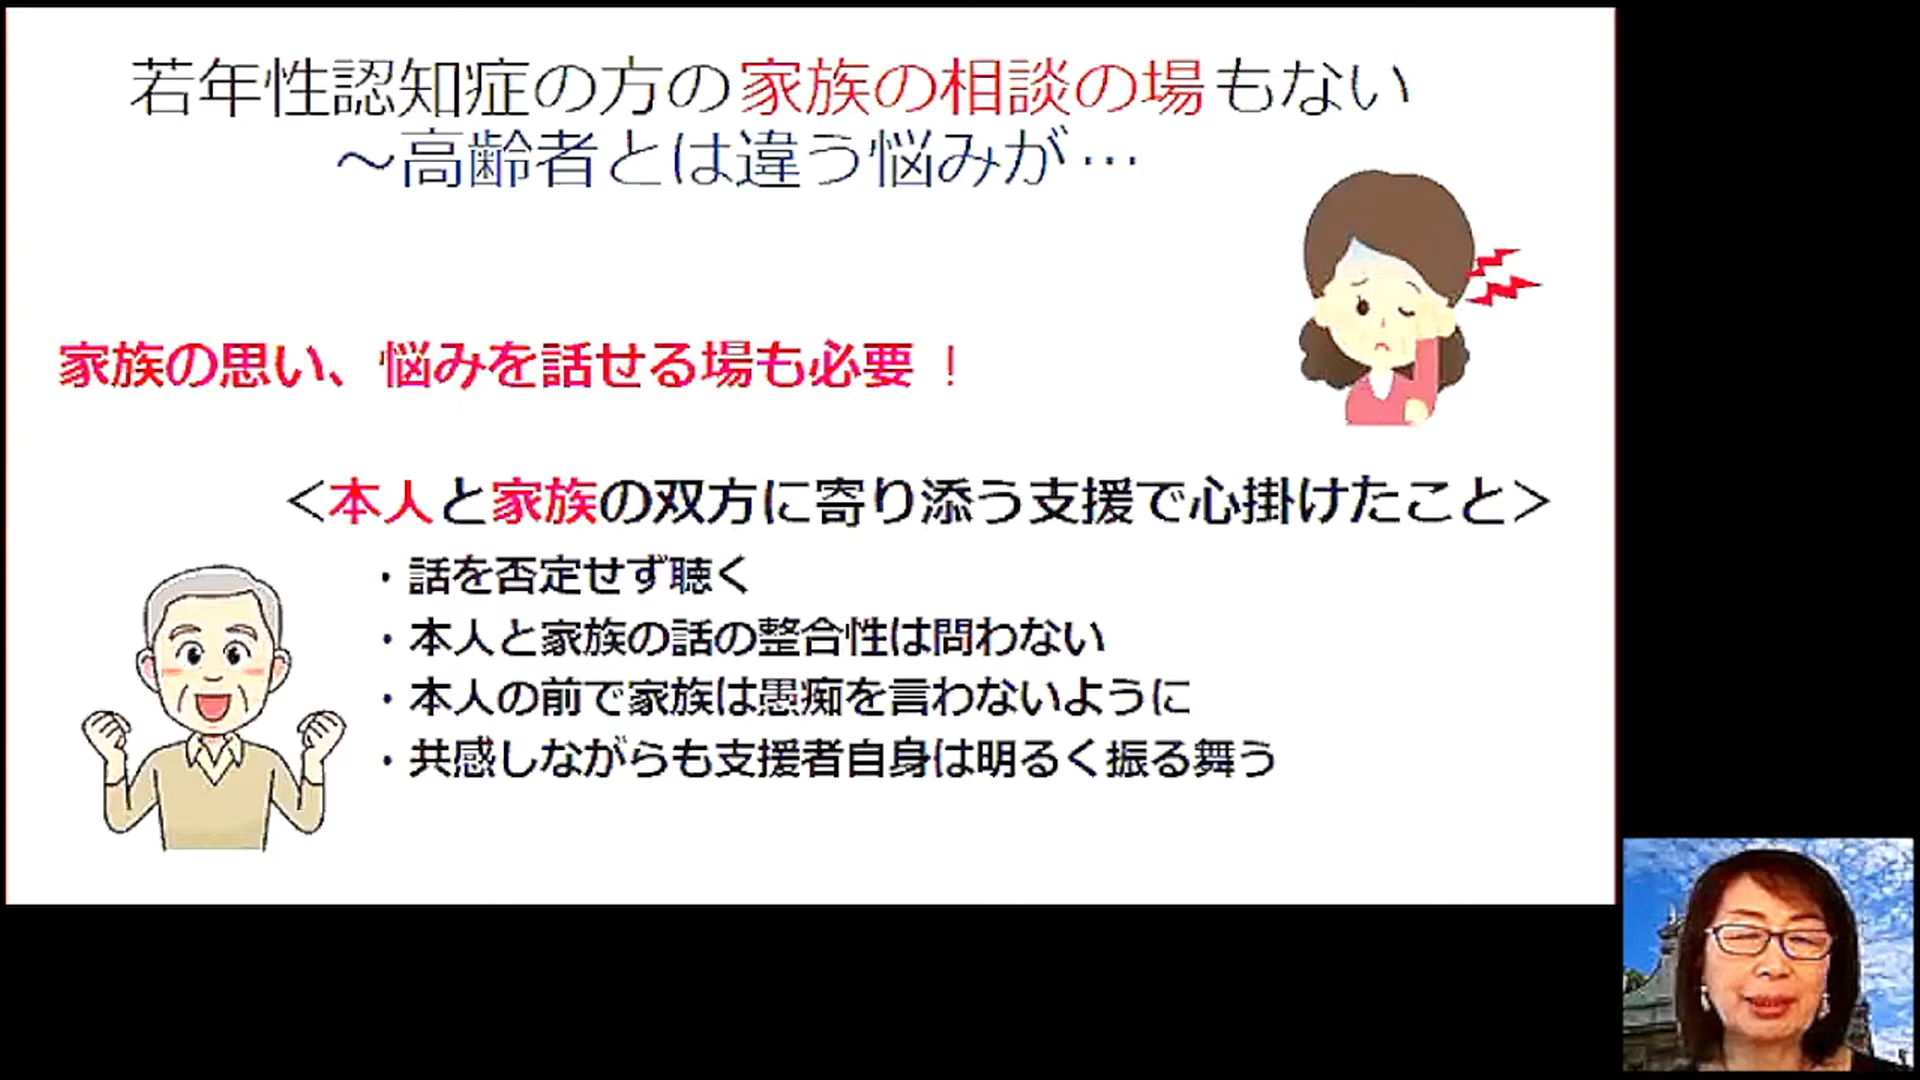 若年性認知症の方の家族の相談の場もない
～高齢者とは違う悩みが…
家族の思い、悩みを話せる場も必要！
＜本人と家族の双方に寄り添う支援で心掛けたこと＞
・話を否定せず聴く
・本人と家族の話の整合性は問わない
・本人の前で家族は愚痴を言わないように
・共感しながらも支援者自身は明るく振る舞う